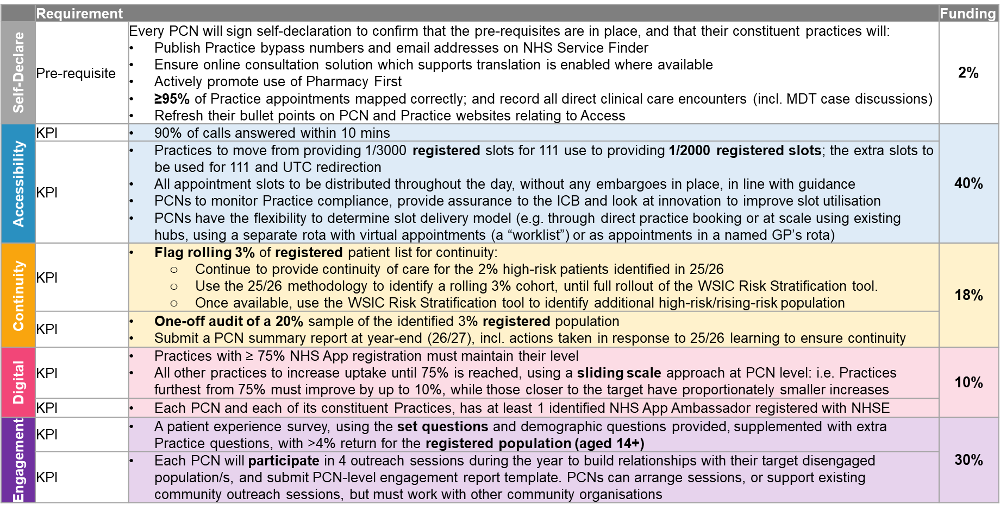 Requirement
Funding
Self-Declare
Pre-requisite
Every PCN will sign self-declaration to confirm that the pre-requisites are in place, and that their constituent practices will:
• Publish Practice bypass numbers and email addresses on NHS Service Finder
• Ensure online consultation solution which supports translation is enabled where available
• Actively promote use of Pharmacy First
• ≥95% of Practice appointments mapped correctly; and record all direct clinical care encounters (incl. MDT case discussions)
• Refresh their bullet points on PCN and Practice websites relating to Access
2%
Accessibility
KPI
• 90% of calls answered within 10 mins
KPI
• Practices to move from providing 1/3000 registered slots for 111 use to providing 1/2000 registered slots; the extra slots to
be used for 111 and UTC redirection
• All appointment slots to be distributed throughout the day, without any embargoes in place, in line with guidance
• PCNs to monitor Practice compliance, provide assurance to the ICB and look at innovation to improve slot utilisation
• PCNs have the flexibility to determine slot delivery model (e.g. through direct practice booking or at scale using existing
hubs, using a separate rota with virtual appointments (a “worklist”) or as appointments in a named GP’s rota)
40%
Continuity
KPI
• Flag rolling 3% of registered patient list for continuity:
○ Continue to provide continuity of care for the 2% high-risk patients identified in 25/26
○ Use the 25/26 methodology to identify a rolling 3% cohort, until full rollout of the WSIC Risk Stratification tool.
○ Once available, use the WSIC Risk Stratification tool to identify additional high-risk/rising-risk population
KPI
• One-off audit of a 20% sample of the identified 3% registered population
• Submit a PCN summary report at year-end (26/27), incl. actions taken in response to 25/26 learning to ensure continuity
18%
Digital
KPI
• Practices with ≥ 75% NHS App registration must maintain their level
• All other practices to increase uptake until 75% is reached, using a sliding scale approach at PCN level: i.e. Practices
furthest from 75% must improve by up to 10%, while those closer to the target have proportionately smaller increases
KPI
• Each PCN and each of its constituent Practices, has at least 1 identified NHS App Ambassador registered with NHSE
10%
Engagement
KPI
• A patient experience survey, using the set questions and demographic questions provided, supplemented with extra
Practice questions, with >4% return for the registered population (aged 14+)
KPI
• Each PCN will participate in 4 outreach sessions during the year to build relationships with their target disengaged
population/s, and submit PCN-level engagement report template. PCNs can arrange sessions, or support existing
community outreach sessions, but must work with other community organisations
30%